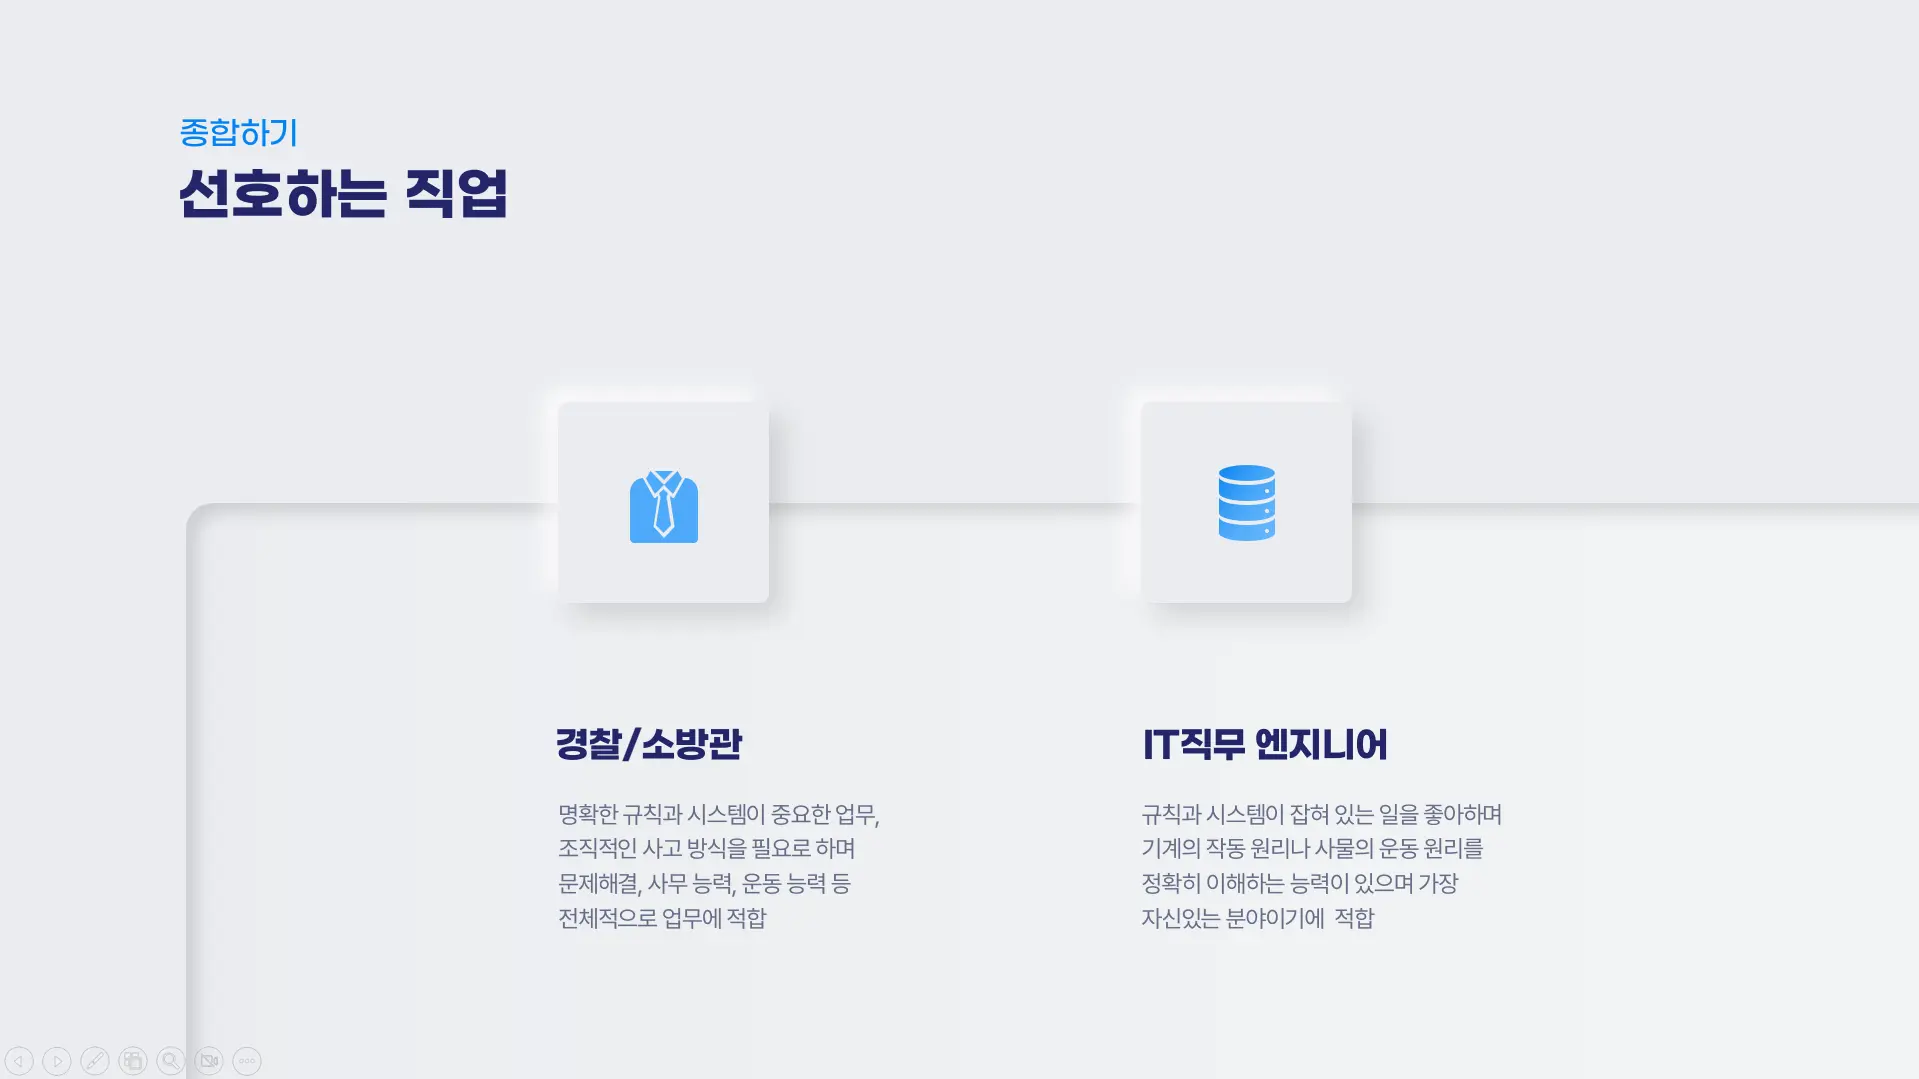 종합하기
선호하는 직업
경찰/소방관
명확한 규칙과 시스템이 중요한 업무,
조직적인 사고 방식을 필요로 하며
문제해결, 사무 능력, 운동 능력 등
전체적으로 업무에 적합
IT직무 엔지니어
규칙과 시스템이 잡혀 있는 일을 좋아하며
기계의 작동 원리나 사물의 운동 원리를
정확히 이해하는 능력이 있으며 가장
자신있는 분야이기에  적합